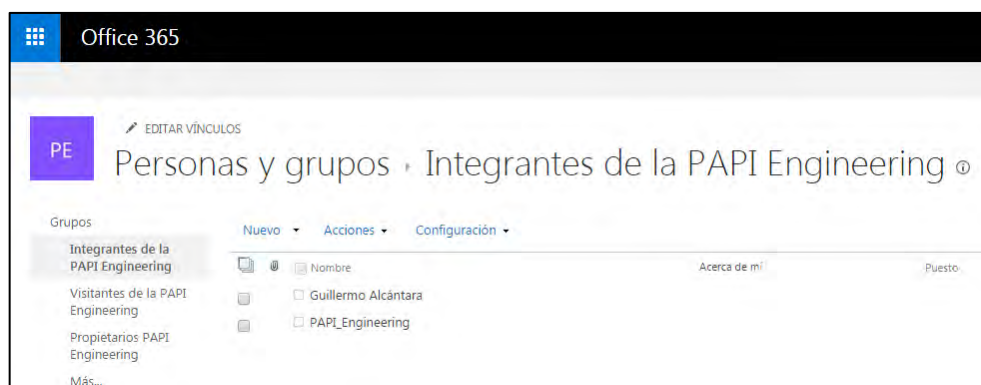 Office 365
EDITAR VÍNCULOS
PE
Personas y grupos › Integrantes de la PAPI Engineering
Grupos
Integrantes de la
PAPI Engineering
Visitantes de la PAPI
Engineering
Propietarios PAPI
Engineering
Más...
Nuevo Acciones Configuración
Nombre Acerca de mí Puesto
Guillermo Alcántara
PAPI_Engineering